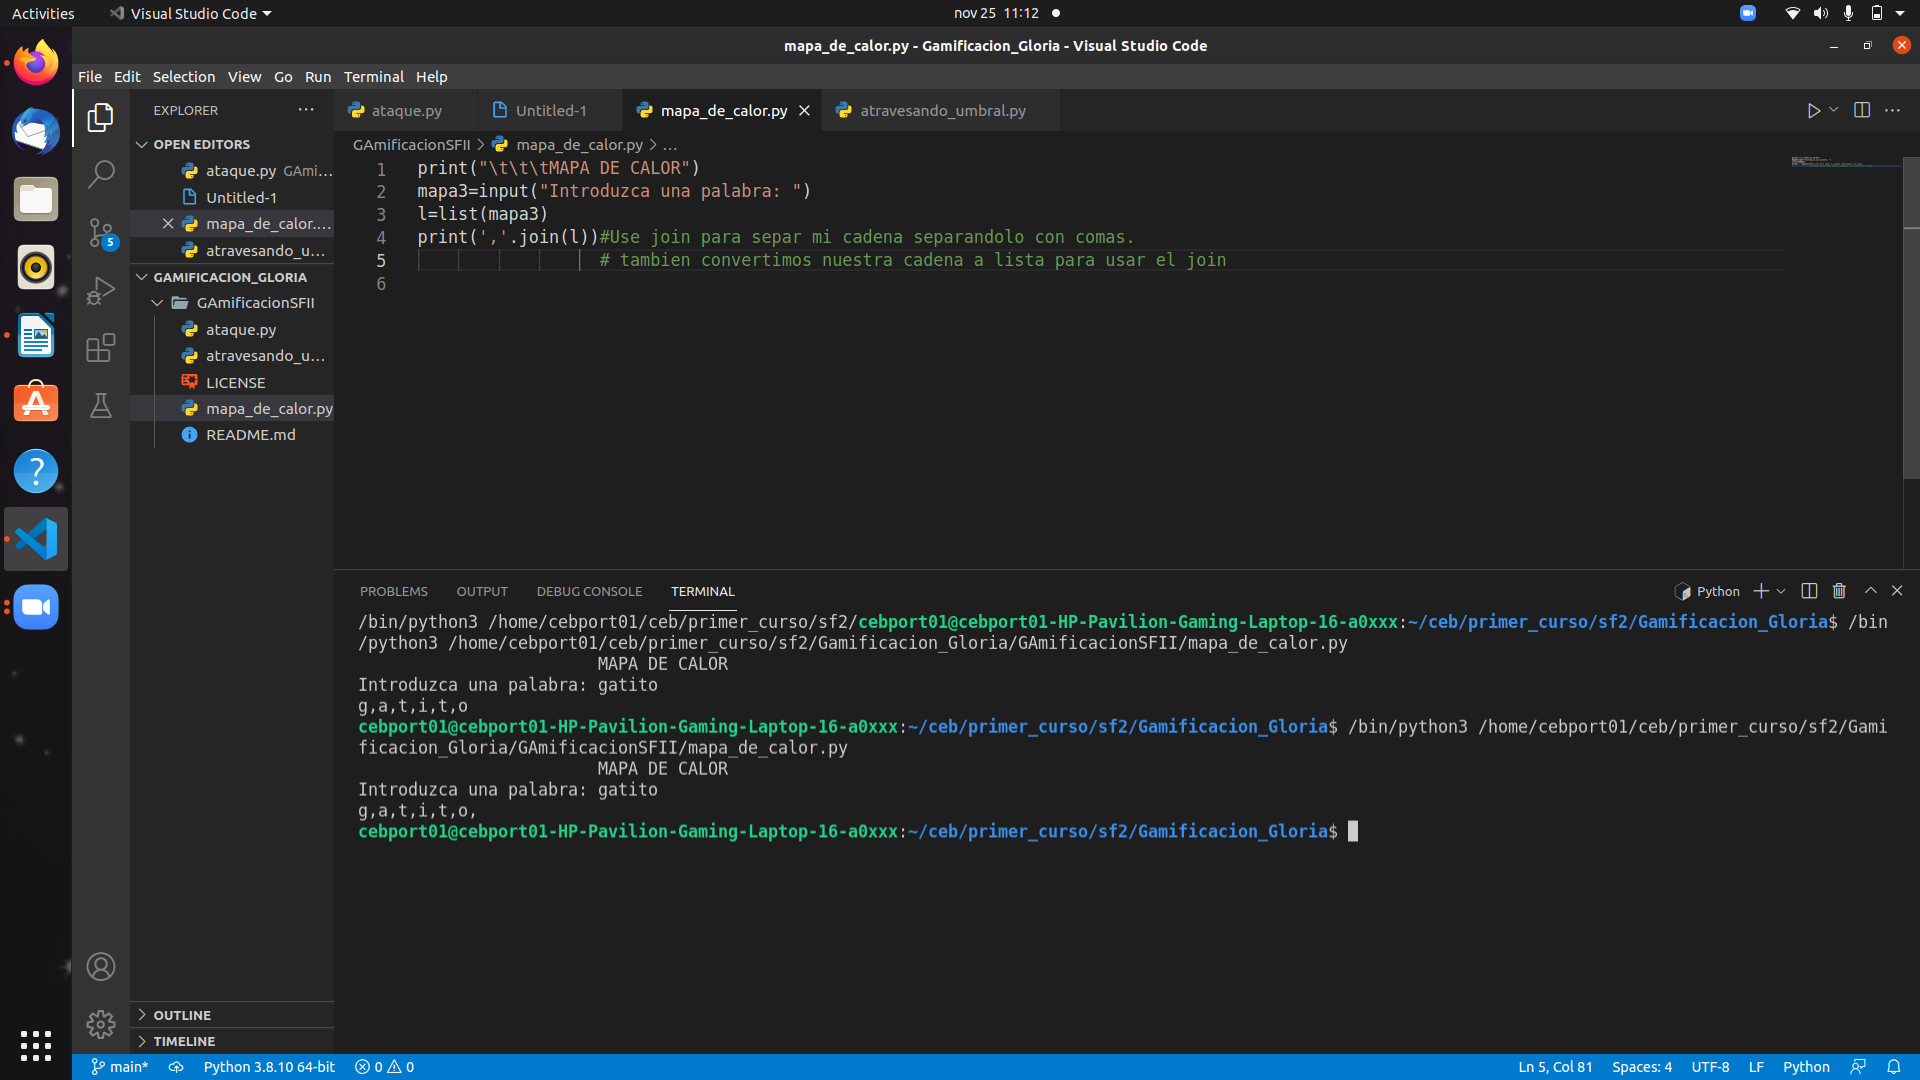 Activities
Visual Studio Code
nov 25 11:12
mapa_de_calor.py - Gamificacion_Gloria - Visual Studio Code
File Edit Selection View Go Run Terminal Help
EXPLORER
OPEN EDITORS
ataque.py GAmi...
Untitled-1
mapa_de_calor....
atravesando_u...
GAMIFICACION_GLORIA
GAmificacionSFII
ataque.py
atravesando_u...
LICENSE
mapa_de_calor.py
README.md
OUTLINE
TIMELINE
5
ataque.py
Untitled-1
mapa_de_calor.py
atravesando_umbral.py
GAmificacionSFII > mapa_de_calor.py > ...
1 print("\t\t\tMAPA DE CALOR")
2 mapa3=input("Introduzca una palabra: ")
3 l=list(mapa3)
4 print(','.join(l))#Use join para separ mi cadena separandolo con comas.
5 # tambien convertimos nuestra cadena a lista para usar el join
6
PROBLEMS OUTPUT DEBUG CONSOLE TERMINAL
Python
/bin/python3 /home/cebport01/ceb/primer_curso/sf2/cebport01@cebport01-HP-Pavilion-Gaming-Laptop-16-a0xxx:~/ceb/primer_curso/sf2/Gamificacion_Gloria$ /bin
/python3 /home/cebport01/ceb/primer_curso/sf2/Gamificacion_Gloria/GAmificacionSFII/mapa_de_calor.py
MAPA DE CALOR
Introduzca una palabra: gatito
g,a,t,i,t,o
cebport01@cebport01-HP-Pavilion-Gaming-Laptop-16-a0xxx:~/ceb/primer_curso/sf2/Gamificacion_Gloria$ /bin/python3 /home/cebport01/ceb/primer_curso/sf2/Gami
ficacion_Gloria/GAmificacionSFII/mapa_de_calor.py
MAPA DE CALOR
Introduzca una palabra: gatito
g,a,t,i,t,o,
cebport01@cebport01-HP-Pavilion-Gaming-Laptop-16-a0xxx:~/ceb/primer_curso/sf2/Gamificacion_Gloria$
main* Python 3.8.10 64-bit 0 0 Ln 5, Col 81 Spaces: 4 UTF-8 LF Python